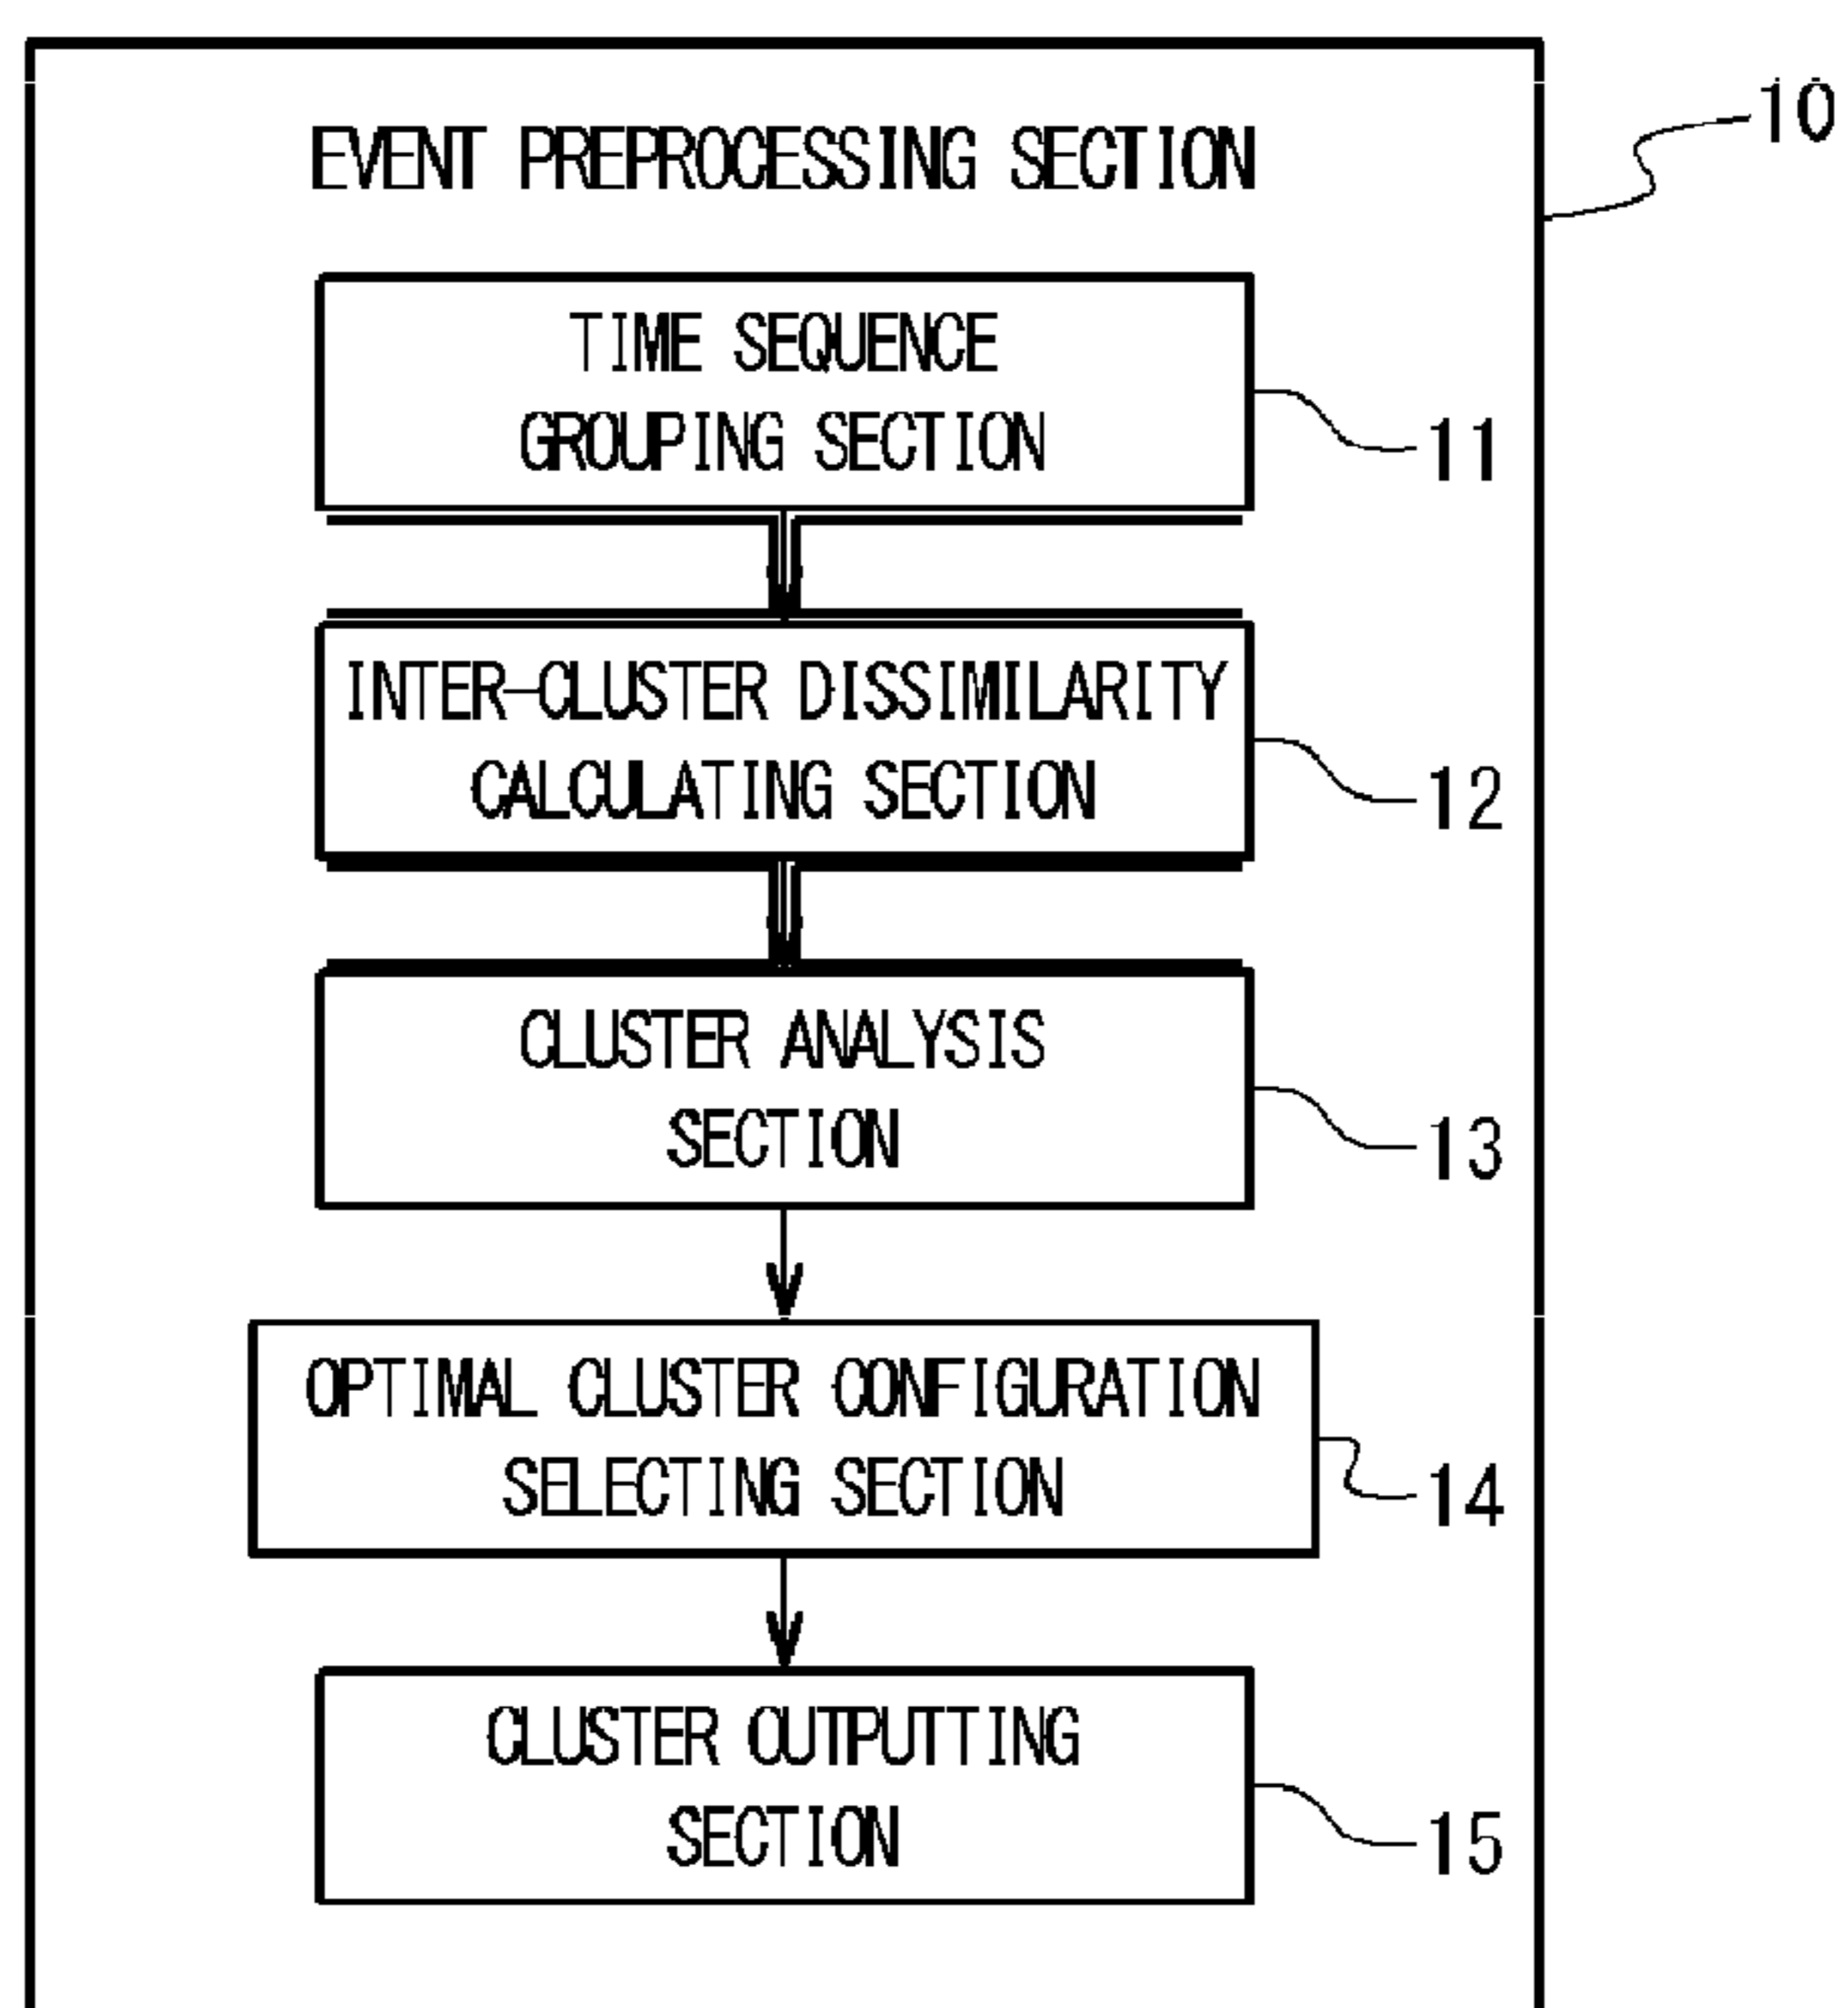 10
EVENT PREPROCESSING SECTION
TIME SEQUENCE
GROUPING SECTION
11
INTER-CLUSTER DISSIMILARITY
CALCULATING SECTION
12
CLUSTER ANALYSIS
SECTION
13
OPTIMAL CLUSTER CONFIGURATION
SELECTING SECTION
14
CLUSTER OUTPUTTING
SECTION
15